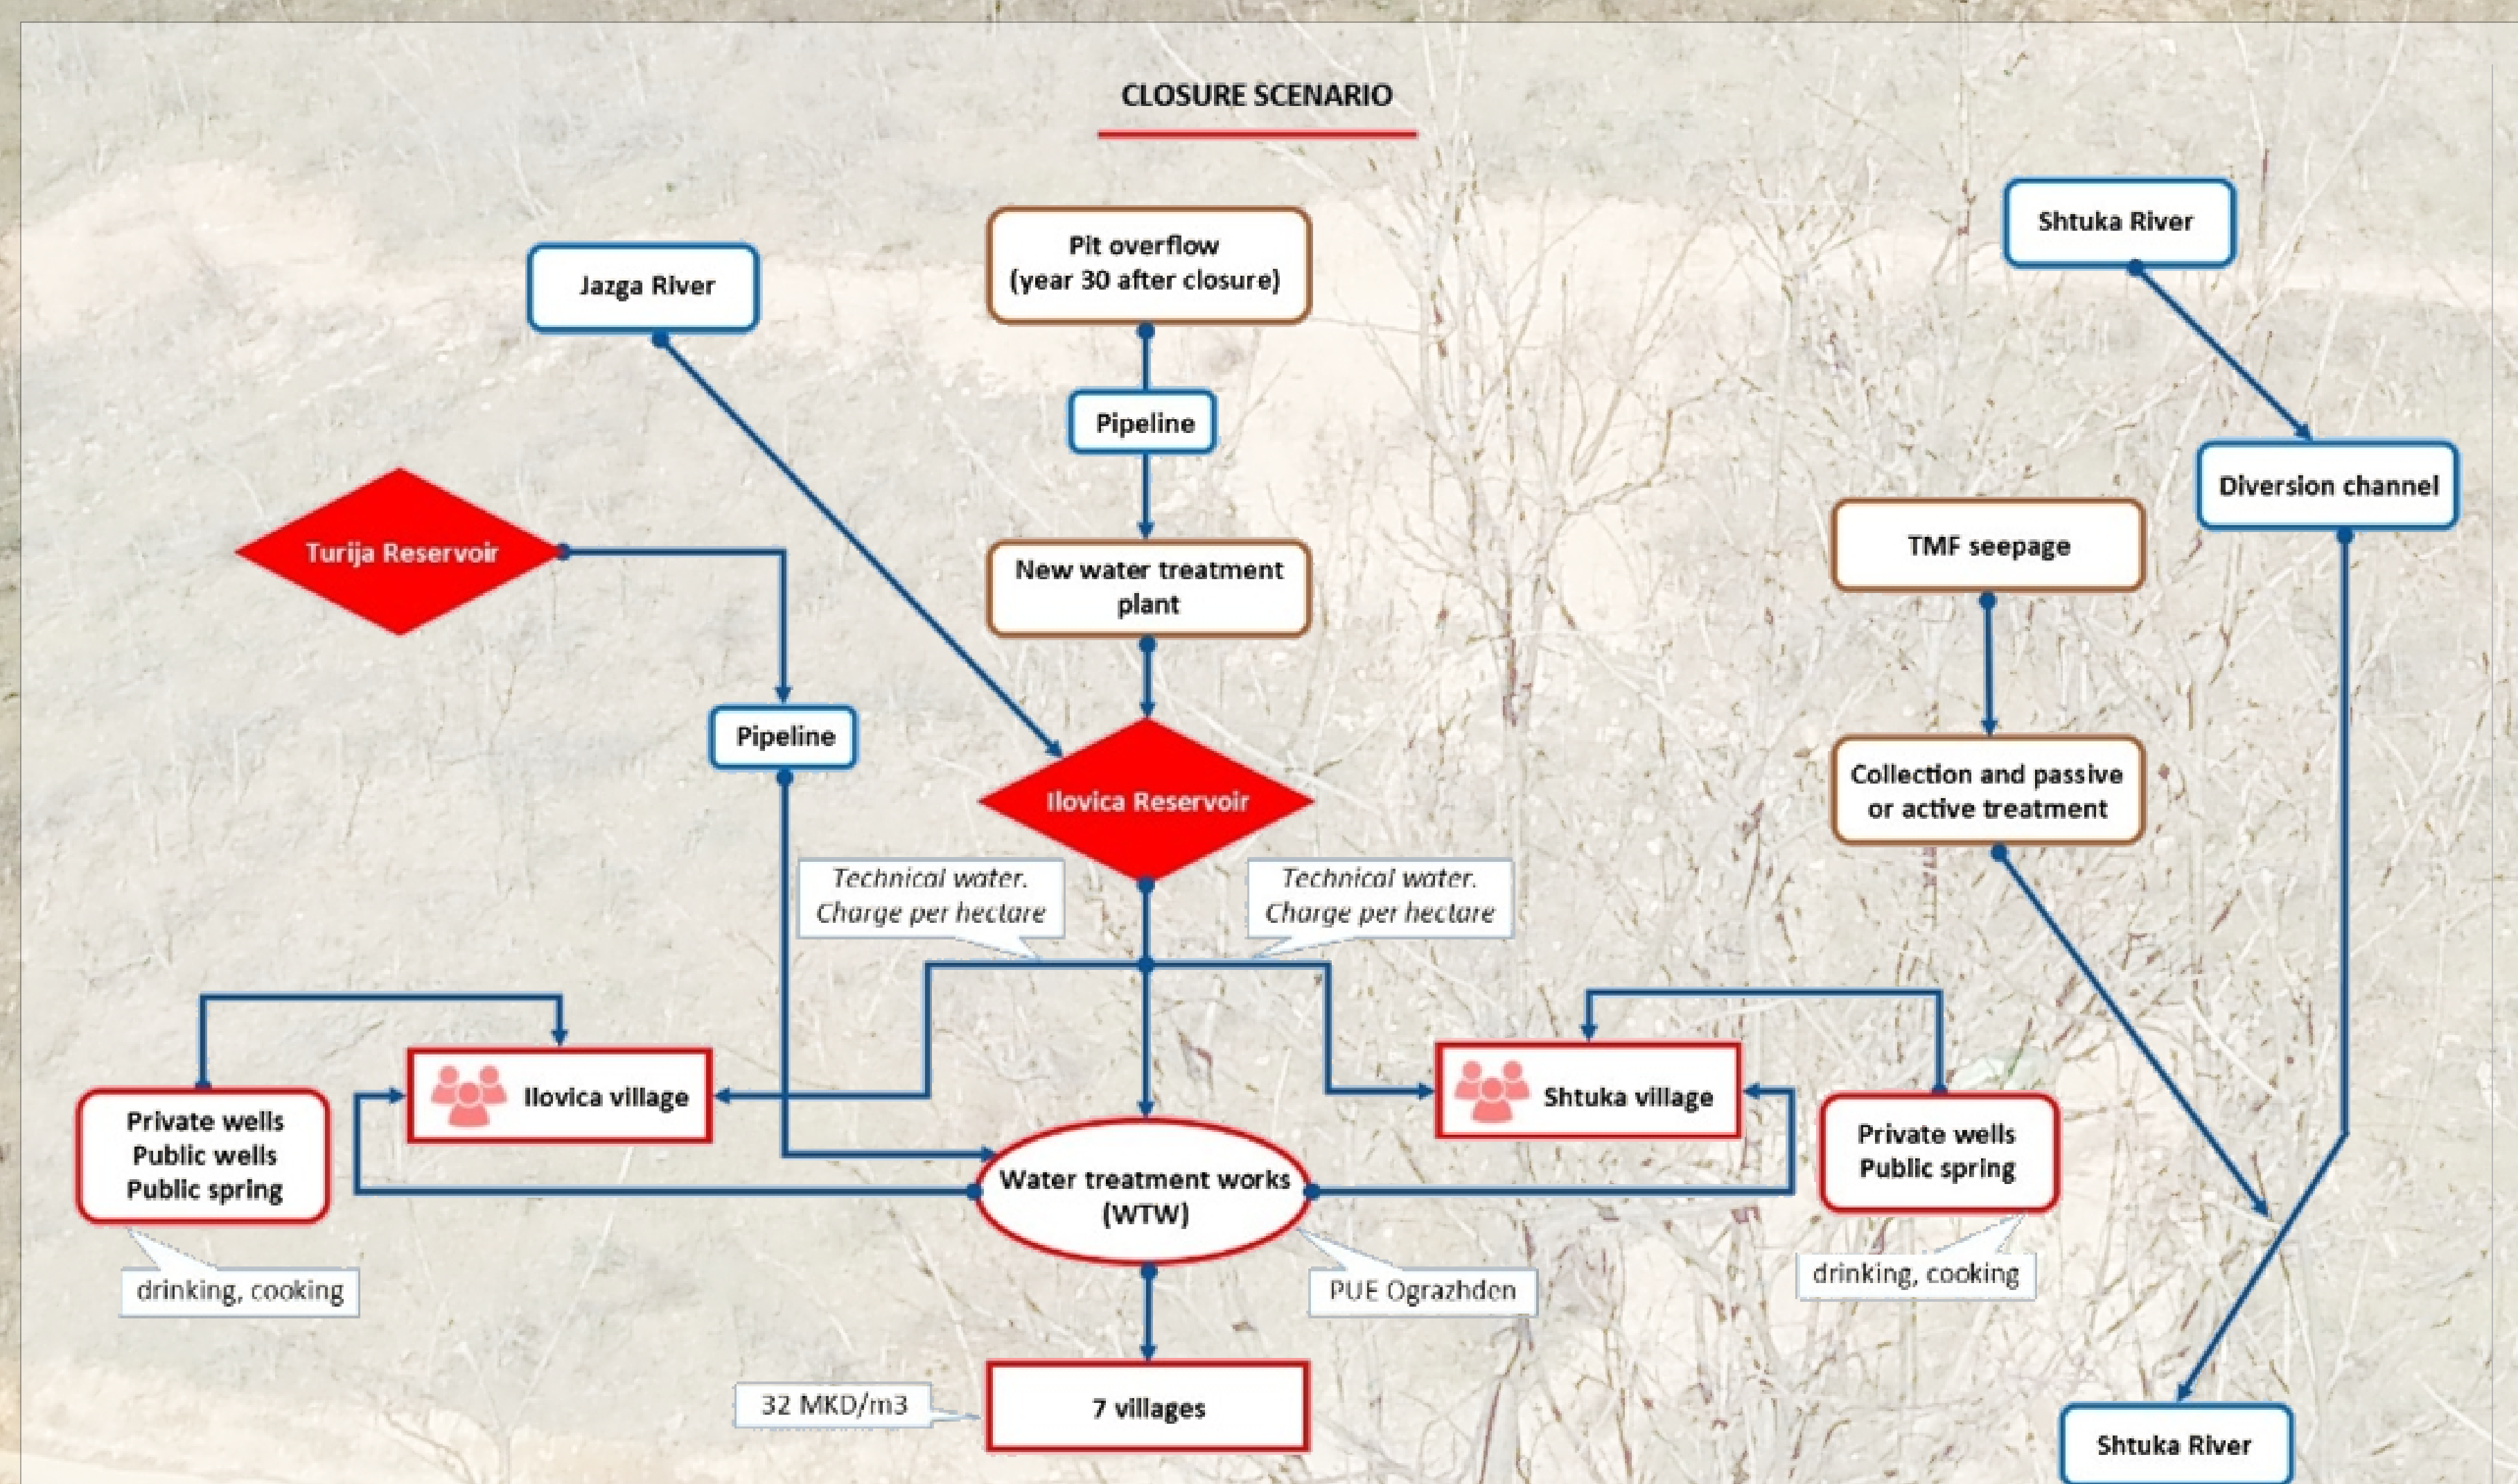 CLOSURE SCENARIO
Shtuka River
Pit overflow
(year 30 after closure)
Jazga River
Pipeline
Diversion channel
Turija Reservoir
TMF seepage
New water treatment
plant
Pipeline
Collection and passive
or active treatment
Ilovica Reservoir
Technical water.
Charge per hectare
Technical water.
Charge per hectare
Ilovica village
Shtuka village
Private wells
Public wells
Public spring
Private wells
Public spring
Water treatment works
(WTW)
drinking, cooking
PUE Ograzhden
drinking, cooking
32 MKD/m3
7 villages
Shtuka River